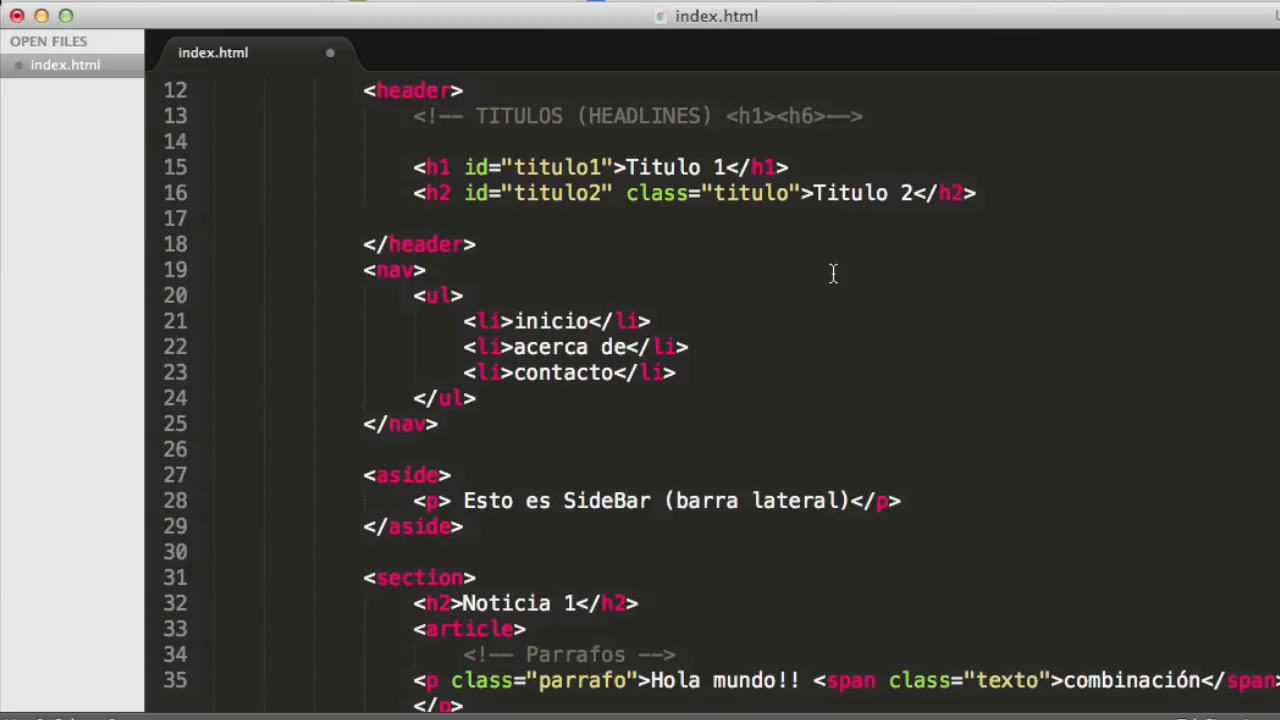 index.html
OPEN FILES
index.html
index.html
12 <header>
13 <!-- TITULOS (HEADLINES) <h1><h6>-->
14
15 <h1 id="titulo1">Titulo 1</h1>
16 <h2 id="titulo2" class="titulo">Titulo 2</h2>
17
18 </header>
19 <nav>
20 <ul>
21 <li>inicio</li>
22 <li>acerca de</li>
23 <li>contacto</li>
24 </ul>
25 </nav>
26
27 <aside>
28 <p> Esto es SideBar (barra lateral)</p>
29 </aside>
30
31 <section>
32 <h2>Noticia 1</h2>
33 <article>
34 <!-- Parrafos -->
35 <p class="parrafo">Hola mundo!! <span class="texto">combinación</span>
</p>